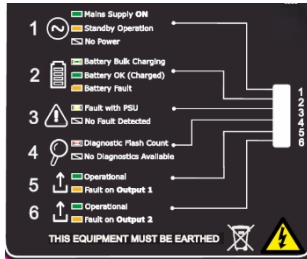 1 Mains Supply ON
Standby Operation
No Power
2 Battery Bulk Charging
Battery OK (Charged)
Battery Fault
3 Fault with PSU
No Fault Detected
4 Diagnostic Flash Count
No Diagnostics Available
5 Operational
Fault on Output 1
6 Operational
Fault on Output 2
1
2
3
4
5
6
THIS EQUIPMENT MUST BE EARTHED